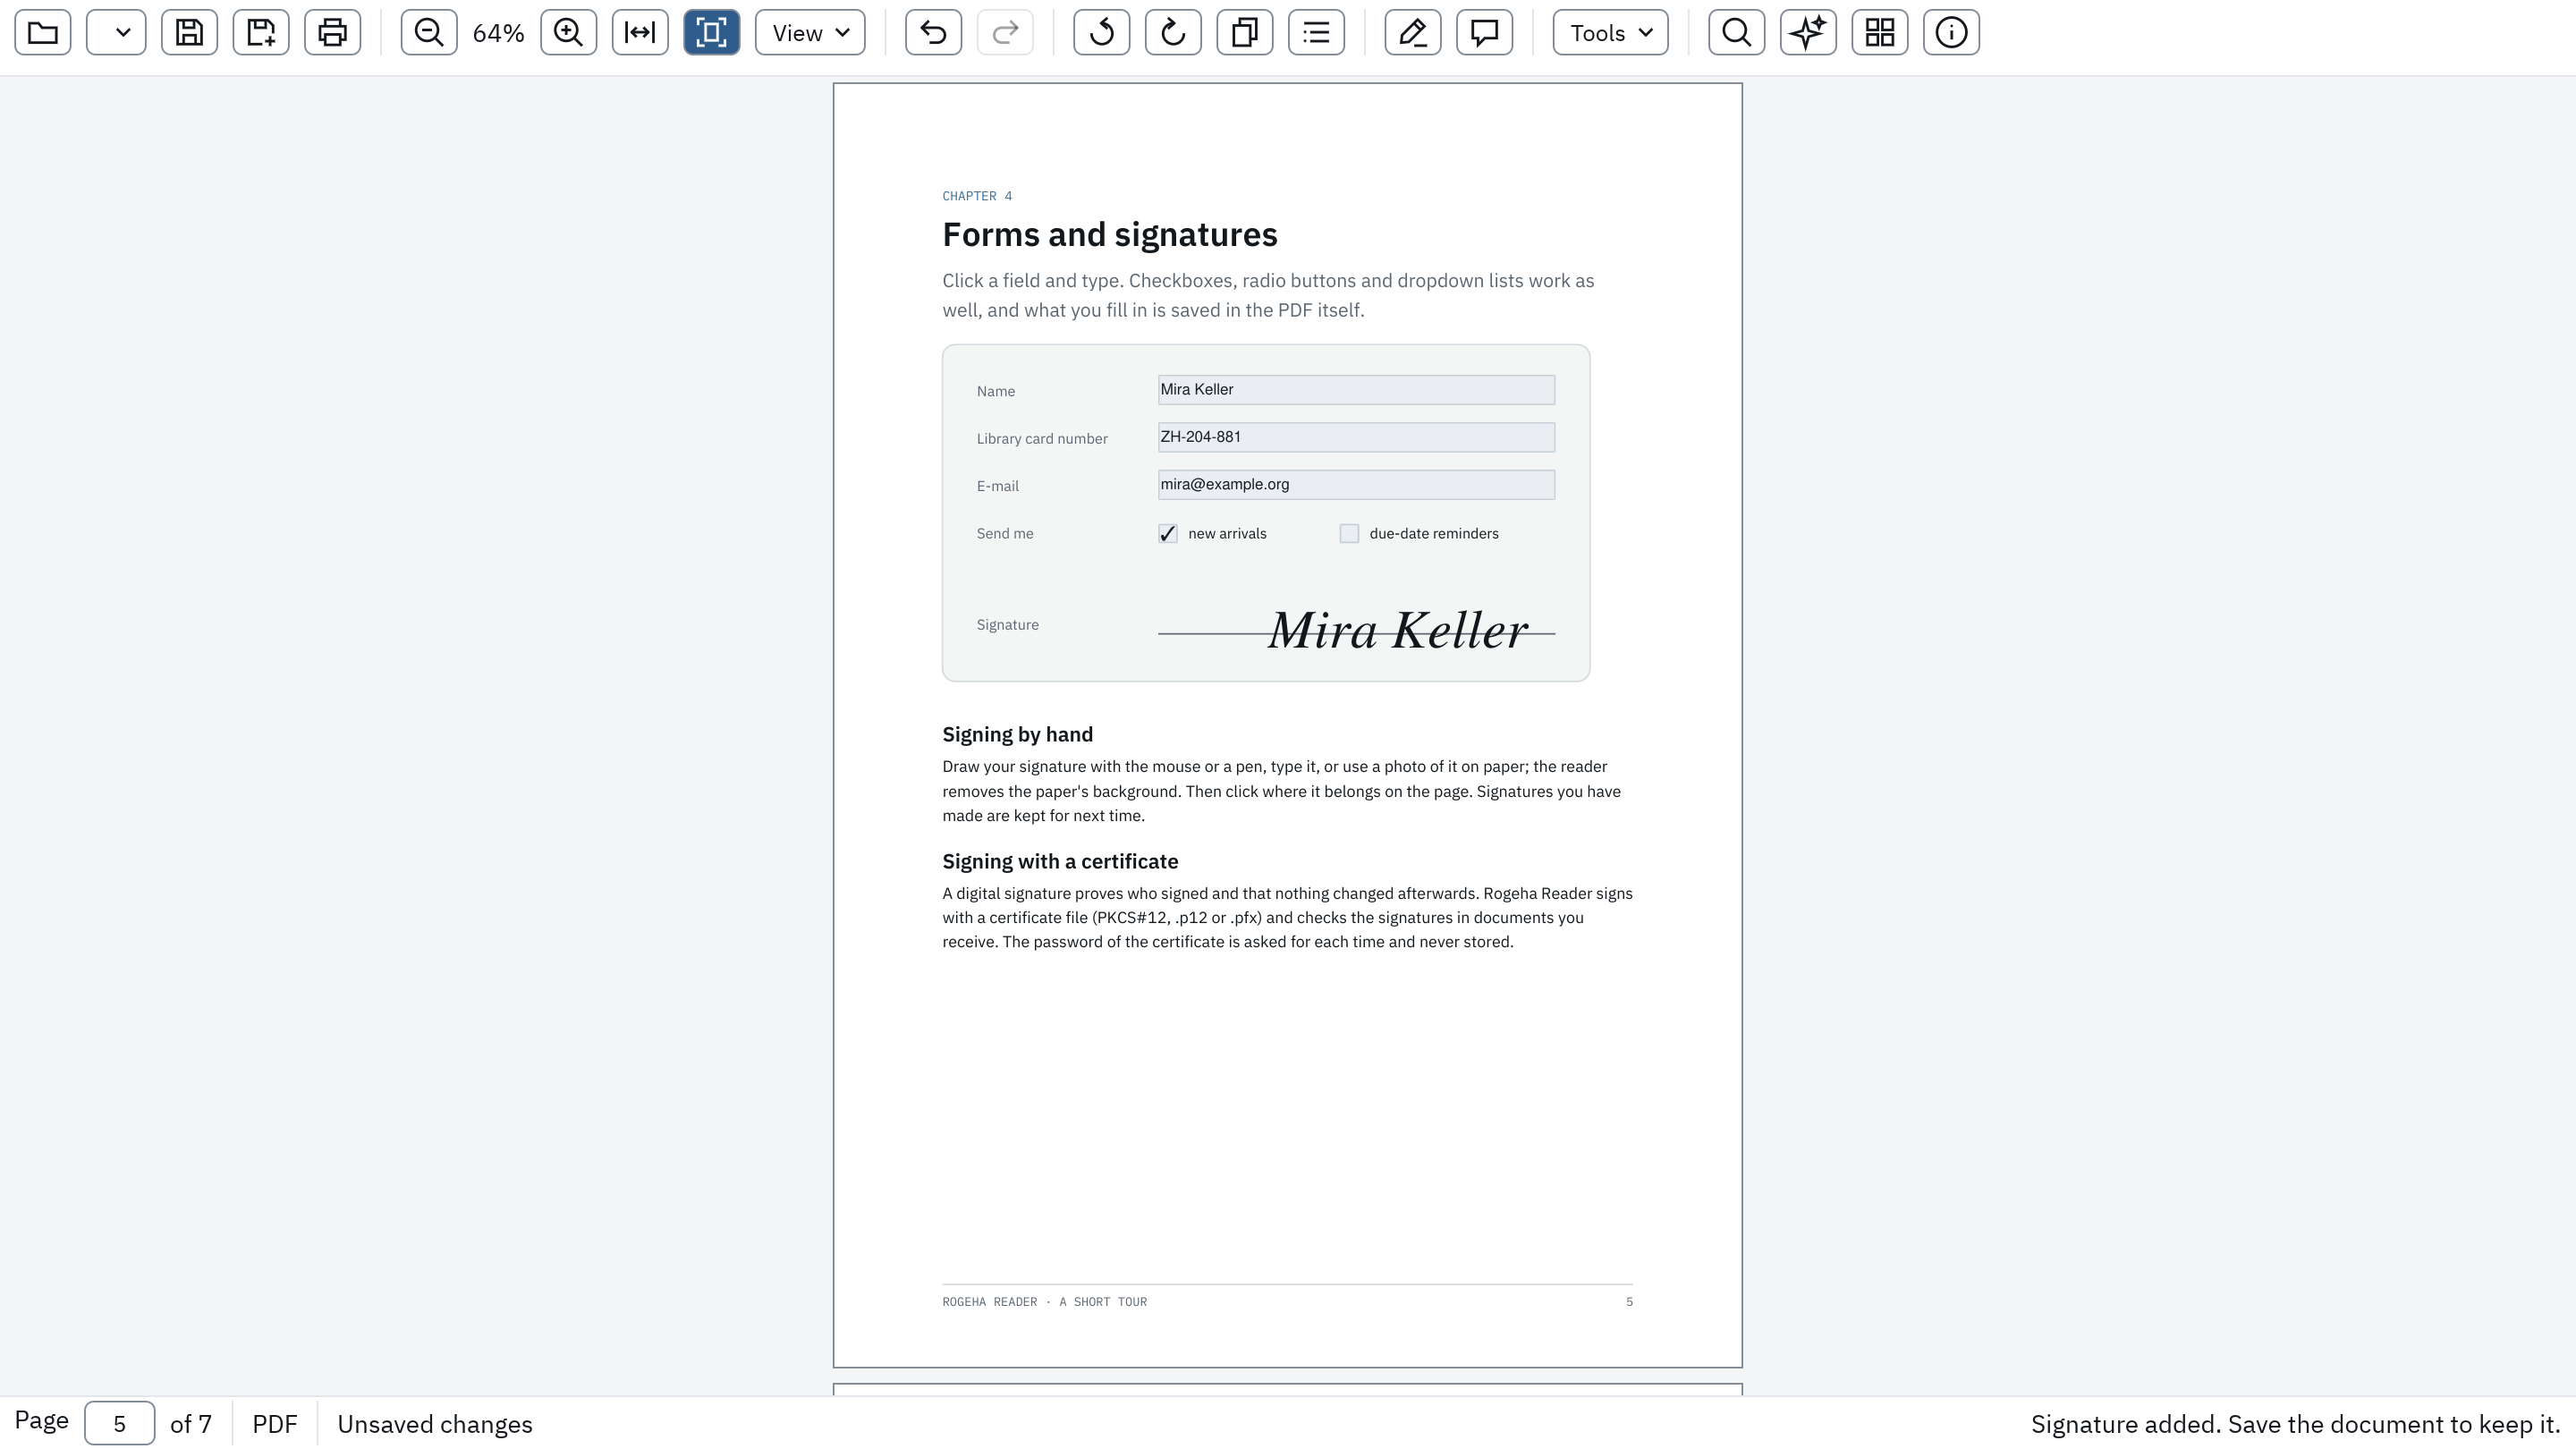 64%
View
Tools
CHAPTER 4
Forms and signatures
Click a field and type. Checkboxes, radio buttons and dropdown lists work as
well, and what you fill in is saved in the PDF itself.
Name Mira Keller
Library card number ZH-204-881
E-mail mira@example.org
Send me new arrivals due-date reminders
Signature Mira Keller
Signing by hand
Draw your signature with the mouse or a pen, type it, or use a photo of it on paper; the reader
removes the paper's background. Then click where it belongs on the page. Signatures you have
made are kept for next time.
Signing with a certificate
A digital signature proves who signed and that nothing changed afterwards. Rogeha Reader signs
with a certificate file (PKCS#12, .p12 or .pfx) and checks the signatures in documents you
receive. The password of the certificate is asked for each time and never stored.
ROGEHA READER · A SHORT TOUR 5
Page 5 of 7 PDF Unsaved changes Signature added. Save the document to keep it.